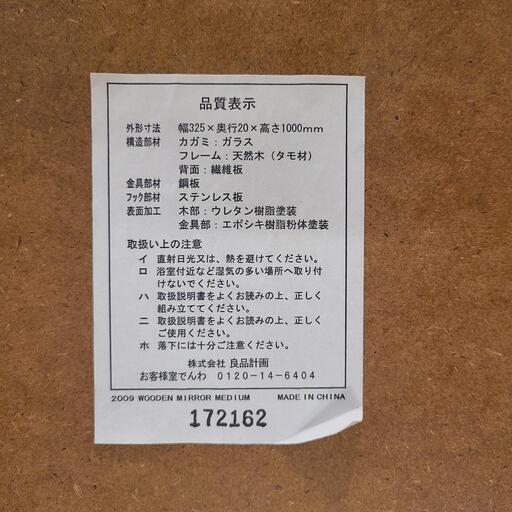 品質表示
外形寸法 幅325×奥行20×高さ1000mm
構造部材 カガミ：ガラス
フレーム：天然木（タモ材）
背面：繊維板
金具部材 鋼板
フック部材 ステンレス板
表面加工 木部：ウレタン樹脂塗装
金具部：エポシキ樹脂粉体塗装
取扱い上の注意
イ 直射日光又は、熱を避けてください。
ロ 浴室付近など湿気の多い場所へ取り付
けないでください。
ハ 取扱説明書をよくお読みの上、正しく
組み立ててください。
ニ 取扱説明書をよくお読みの上、正しく
ご使用ください。
ホ 落下には十分ご注意ください。
株式会社 良品計画
お客様室でんわ 0120-14-6404
2009 WOODEN MIRROR MEDIUM MADE IN CHINA
172162